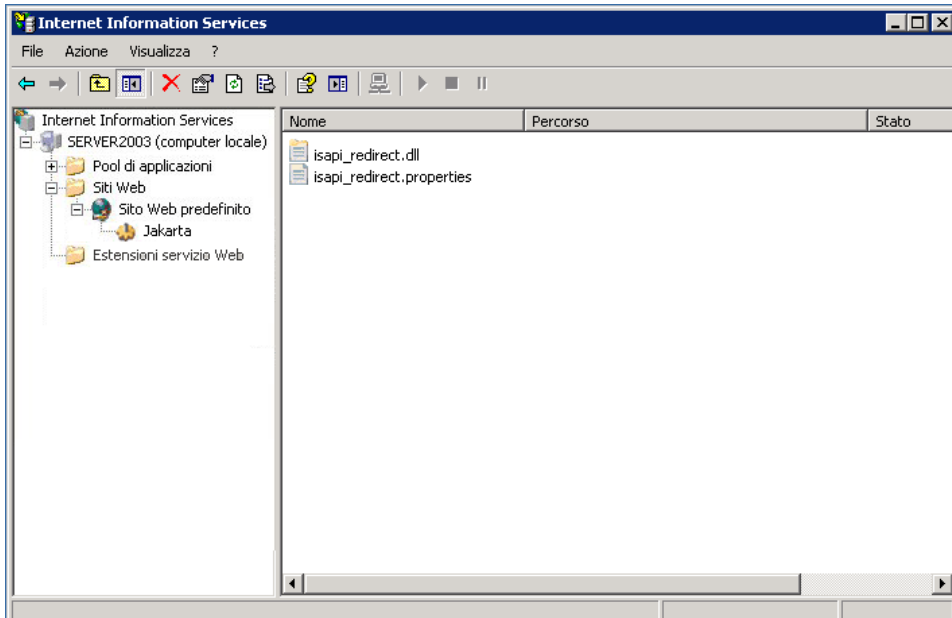 Internet Information Services
File Azione Visualizza ?
Internet Information Services
SERVER2003 (computer locale)
Pool di applicazioni
Siti Web
Sito Web predefinito
Jakarta
Estensioni servizio Web
Nome Percorso Stato
isapi_redirect.dll
isapi_redirect.properties